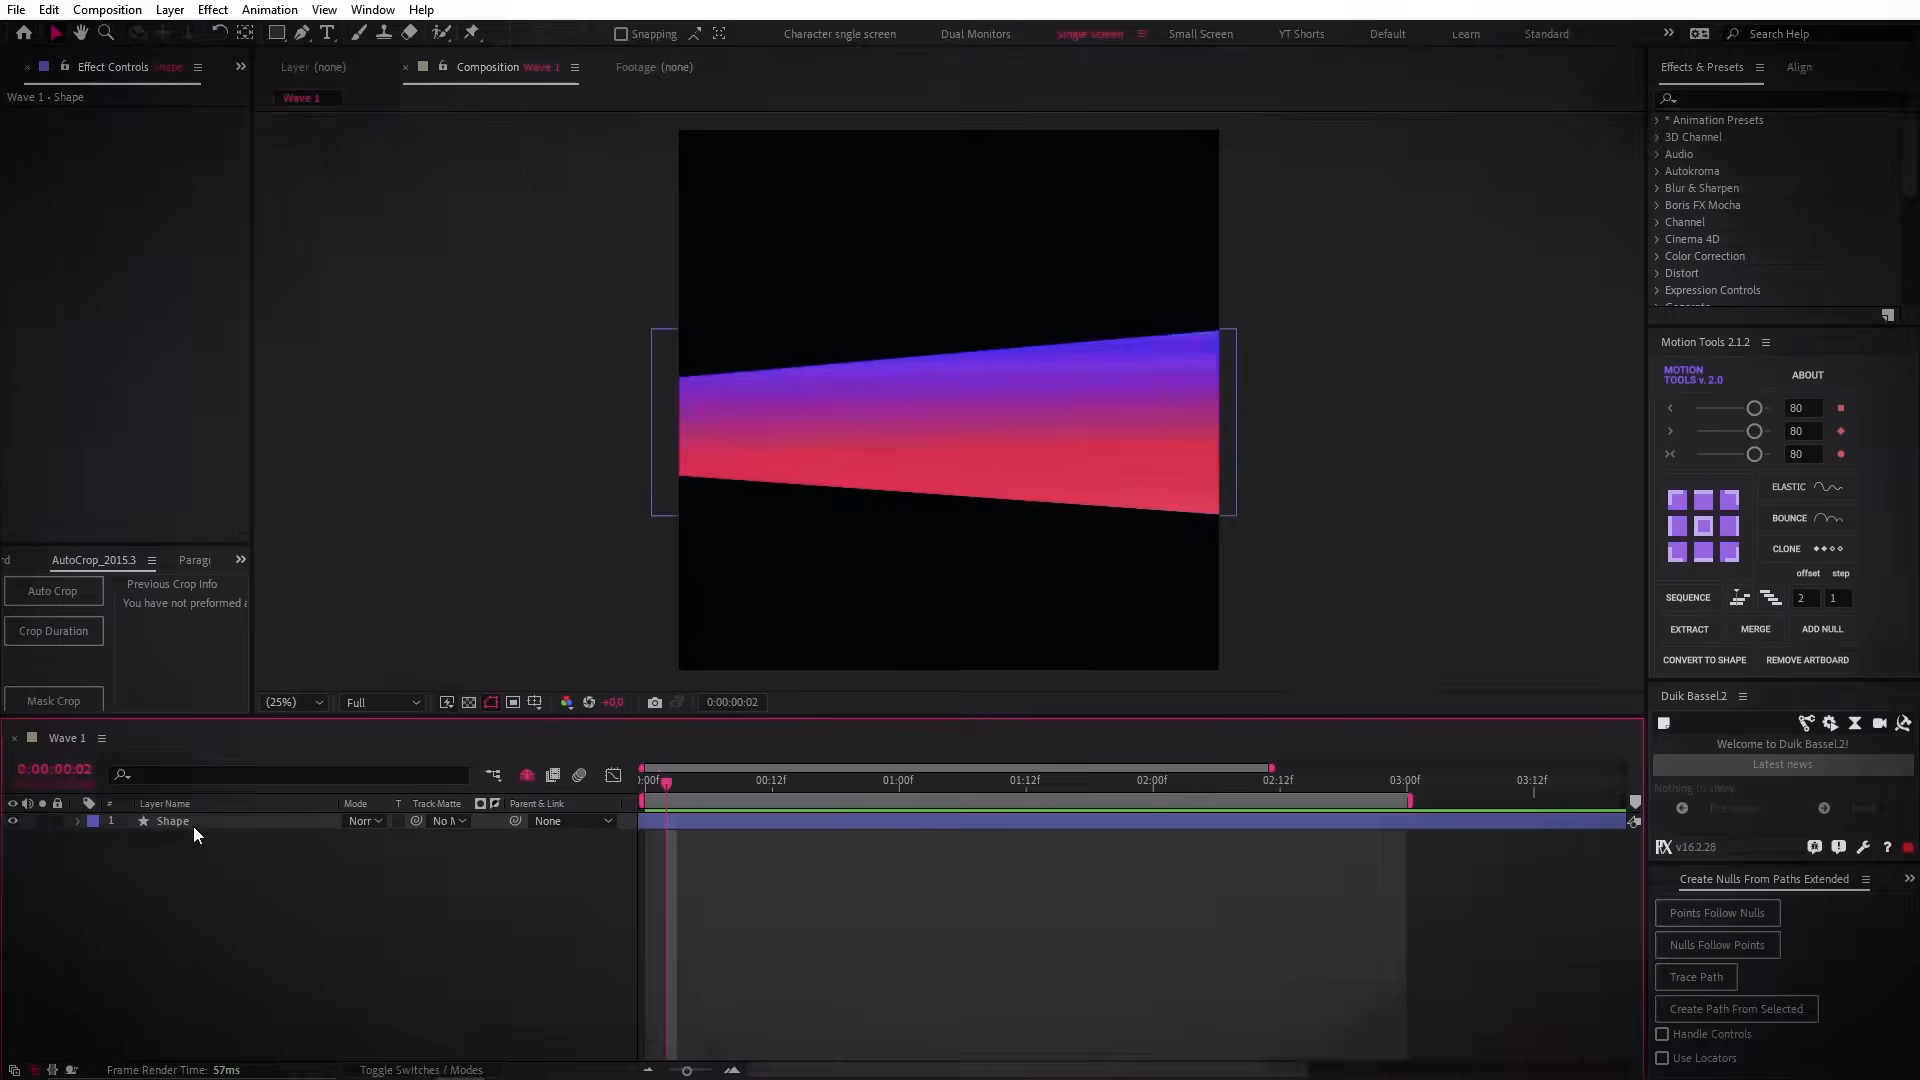 File Edit Composition Layer Effect Animation View Window Help
Snapping Character sngle screen Dual Monitors Single Screen Small Screen YT Shorts Default Learn Standard Search Help
Effect Controls Shape
Layer (none) Composition Wave 1 Footage (none)
Effects & Presets Align
Wave 1 • Shape
Wave 1
* Animation Presets
3D Channel
Audio
Autokroma
Blur & Sharpen
Boris FX Mocha
Channel
Cinema 4D
Color Correction
Distort
Expression Controls
Motion Tools 2.1.2
MOTION
TOOLS v. 2.0
ABOUT
80
80
80
ELASTIC
BOUNCE
CLONE
offset step
SEQUENCE 2 1
EXTRACT MERGE ADD NULL
CONVERT TO SHAPE REMOVE ARTBOARD
AutoCrop_2015.3 Paragi
Auto Crop
Previous Crop Info
You have not preformed a
Crop Duration
Mask Crop
(25%) Full +0,0 0:00:00:02
Duik Bassel.2
Welcome to Duik Bassel.2!
Latest news
Nothing to show
v16.2.28
Create Nulls From Paths Extended
Points Follow Nulls
Nulls Follow Points
Trace Path
Create Path From Selected
Handle Controls
Use Locators
Wave 1
0:00:00:02
):00f 00:12f 01:00f 01:12f 02:00f 02:12f 03:00f 03:12f
# Layer Name Mode T Track Matte Parent & Link
1 Shape Norr No M None
Frame Render Time: 57ms Toggle Switches / Modes